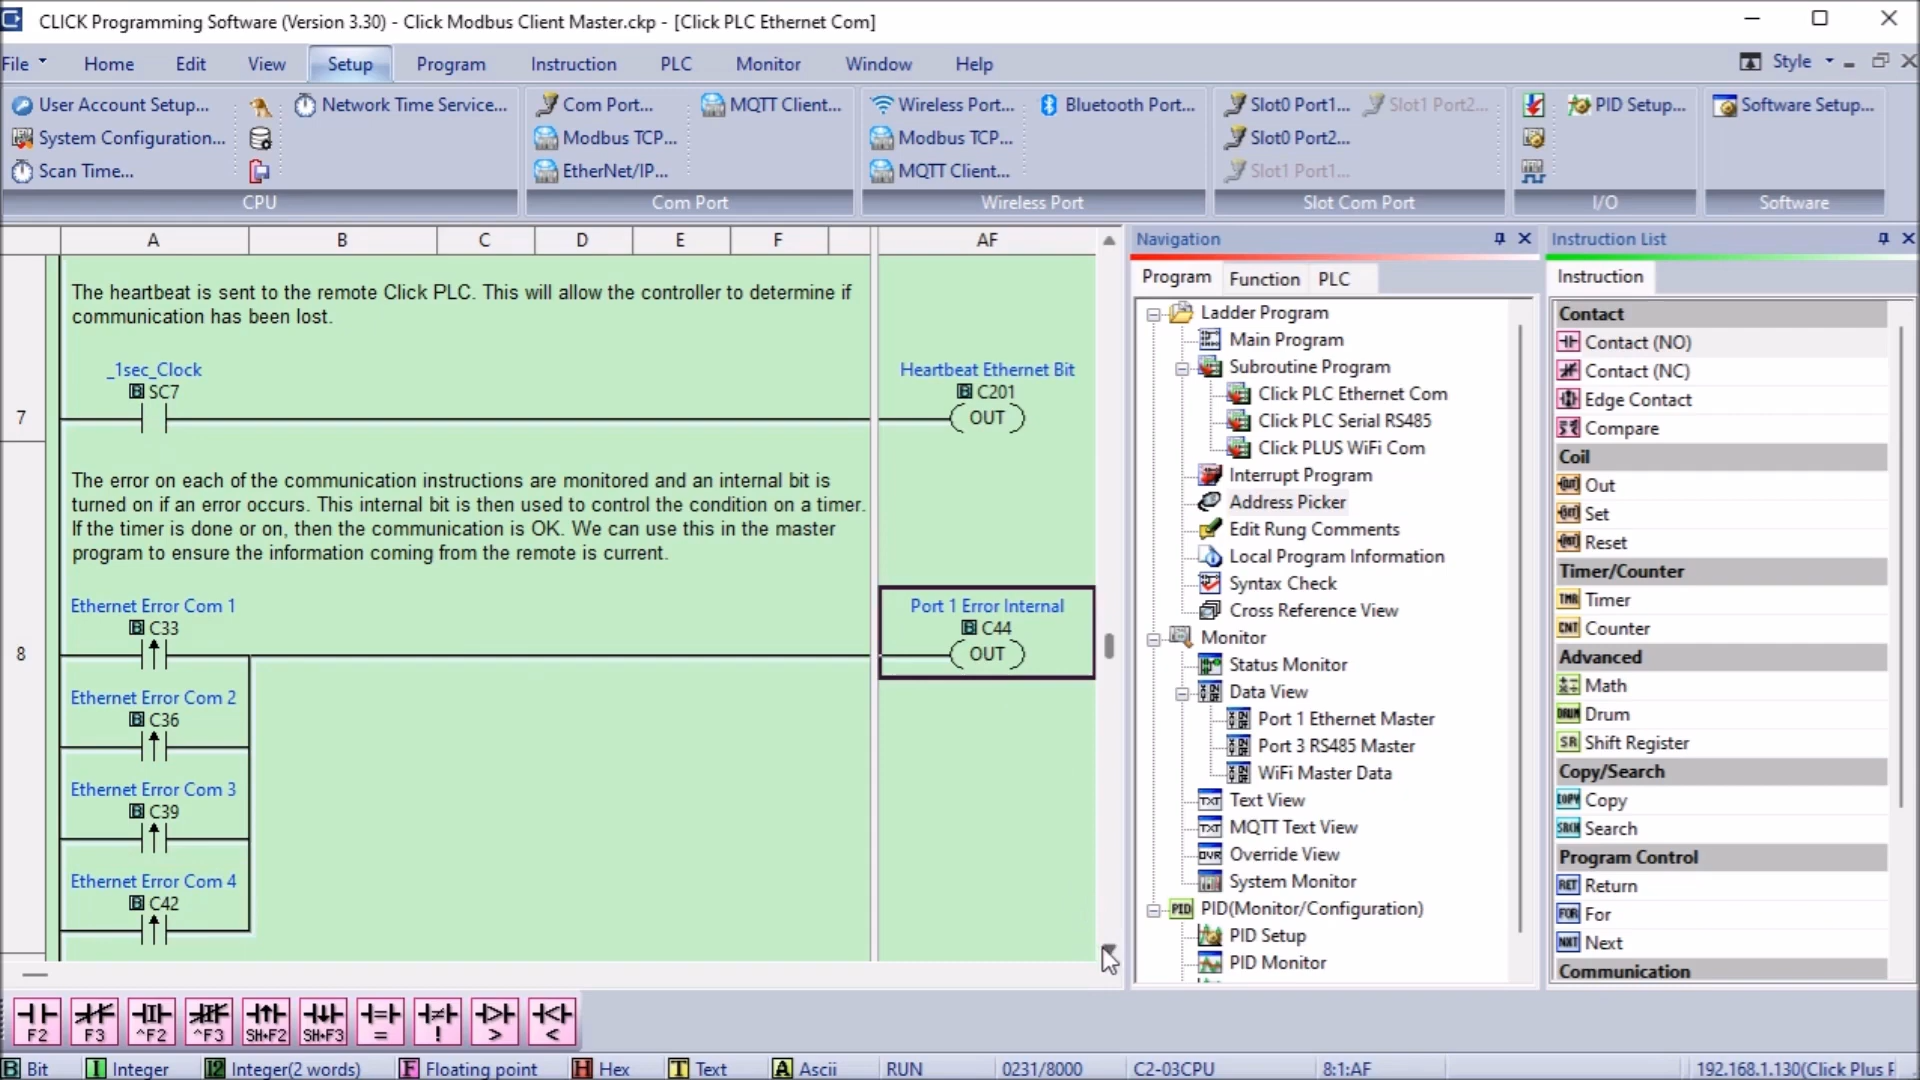 CLICK Programming Software (Version 3.30) - Click Modbus Client Master.ckp - [Click PLC Ethernet Com]
File Home Edit View Setup Program Instruction PLC Monitor Window Help Style
User Account Setup... Network Time Service... Com Port... MQTT Client... Wireless Port... Bluetooth Port... Slot0 Port1... Slot1 Port2... PID Setup... Software Setup...
System Configuration... Modbus TCP... Modbus TCP... Slot0 Port2...
Scan Time... EtherNet/IP... MQTT Client... Slot1 Port1...
CPU Com Port Wireless Port Slot Com Port I/O Software
A B C D E F AF
The heartbeat is sent to the remote Click PLC. This will allow the controller to determine if
communication has been lost.
_1sec_Clock Heartbeat Ethernet Bit
B SC7 B C201
7 OUT
The error on each of the communication instructions are monitored and an internal bit is
turned on if an error occurs. This internal bit is then used to control the condition on a timer.
If the timer is done or on, then the communication is OK. We can use this in the master
program to ensure the information coming from the remote is current.
Ethernet Error Com 1 Port 1 Error Internal
B C33 B C44
8 OUT
Ethernet Error Com 2
B C36
Ethernet Error Com 3
B C39
Ethernet Error Com 4
B C42
Navigation
Program Function PLC
Ladder Program
Main Program
Subroutine Program
Click PLC Ethernet Com
Click PLC Serial RS485
Click PLUS WiFi Com
Interrupt Program
Address Picker
Edit Rung Comments
Local Program Information
Syntax Check
Cross Reference View
Monitor
Status Monitor
Data View
Port 1 Ethernet Master
Port 3 RS485 Master
WiFi Master Data
TXT Text View
TXT MQTT Text View
OVR Override View
System Monitor
PID PID(Monitor/Configuration)
PID Setup
PID Monitor
Instruction List
Instruction
Contact
Contact (NO)
Contact (NC)
Edge Contact
Compare
Coil
Out
Set
Reset
Timer/Counter
TMR Timer
CNT Counter
Advanced
Math
DRUM Drum
SR Shift Register
Copy/Search
COPY Copy
SRCH Search
Program Control
RET Return
FOR For
NXT Next
Communication
F2 F3 ^F2 ^F3 SH+F2 SH+F3 = ! > <
B Bit I Integer I2 Integer(2 words) F Floating point H Hex T Text A Ascii RUN 0231/8000 C2-03CPU 8:1:AF 192.168.1.130(Click Plus